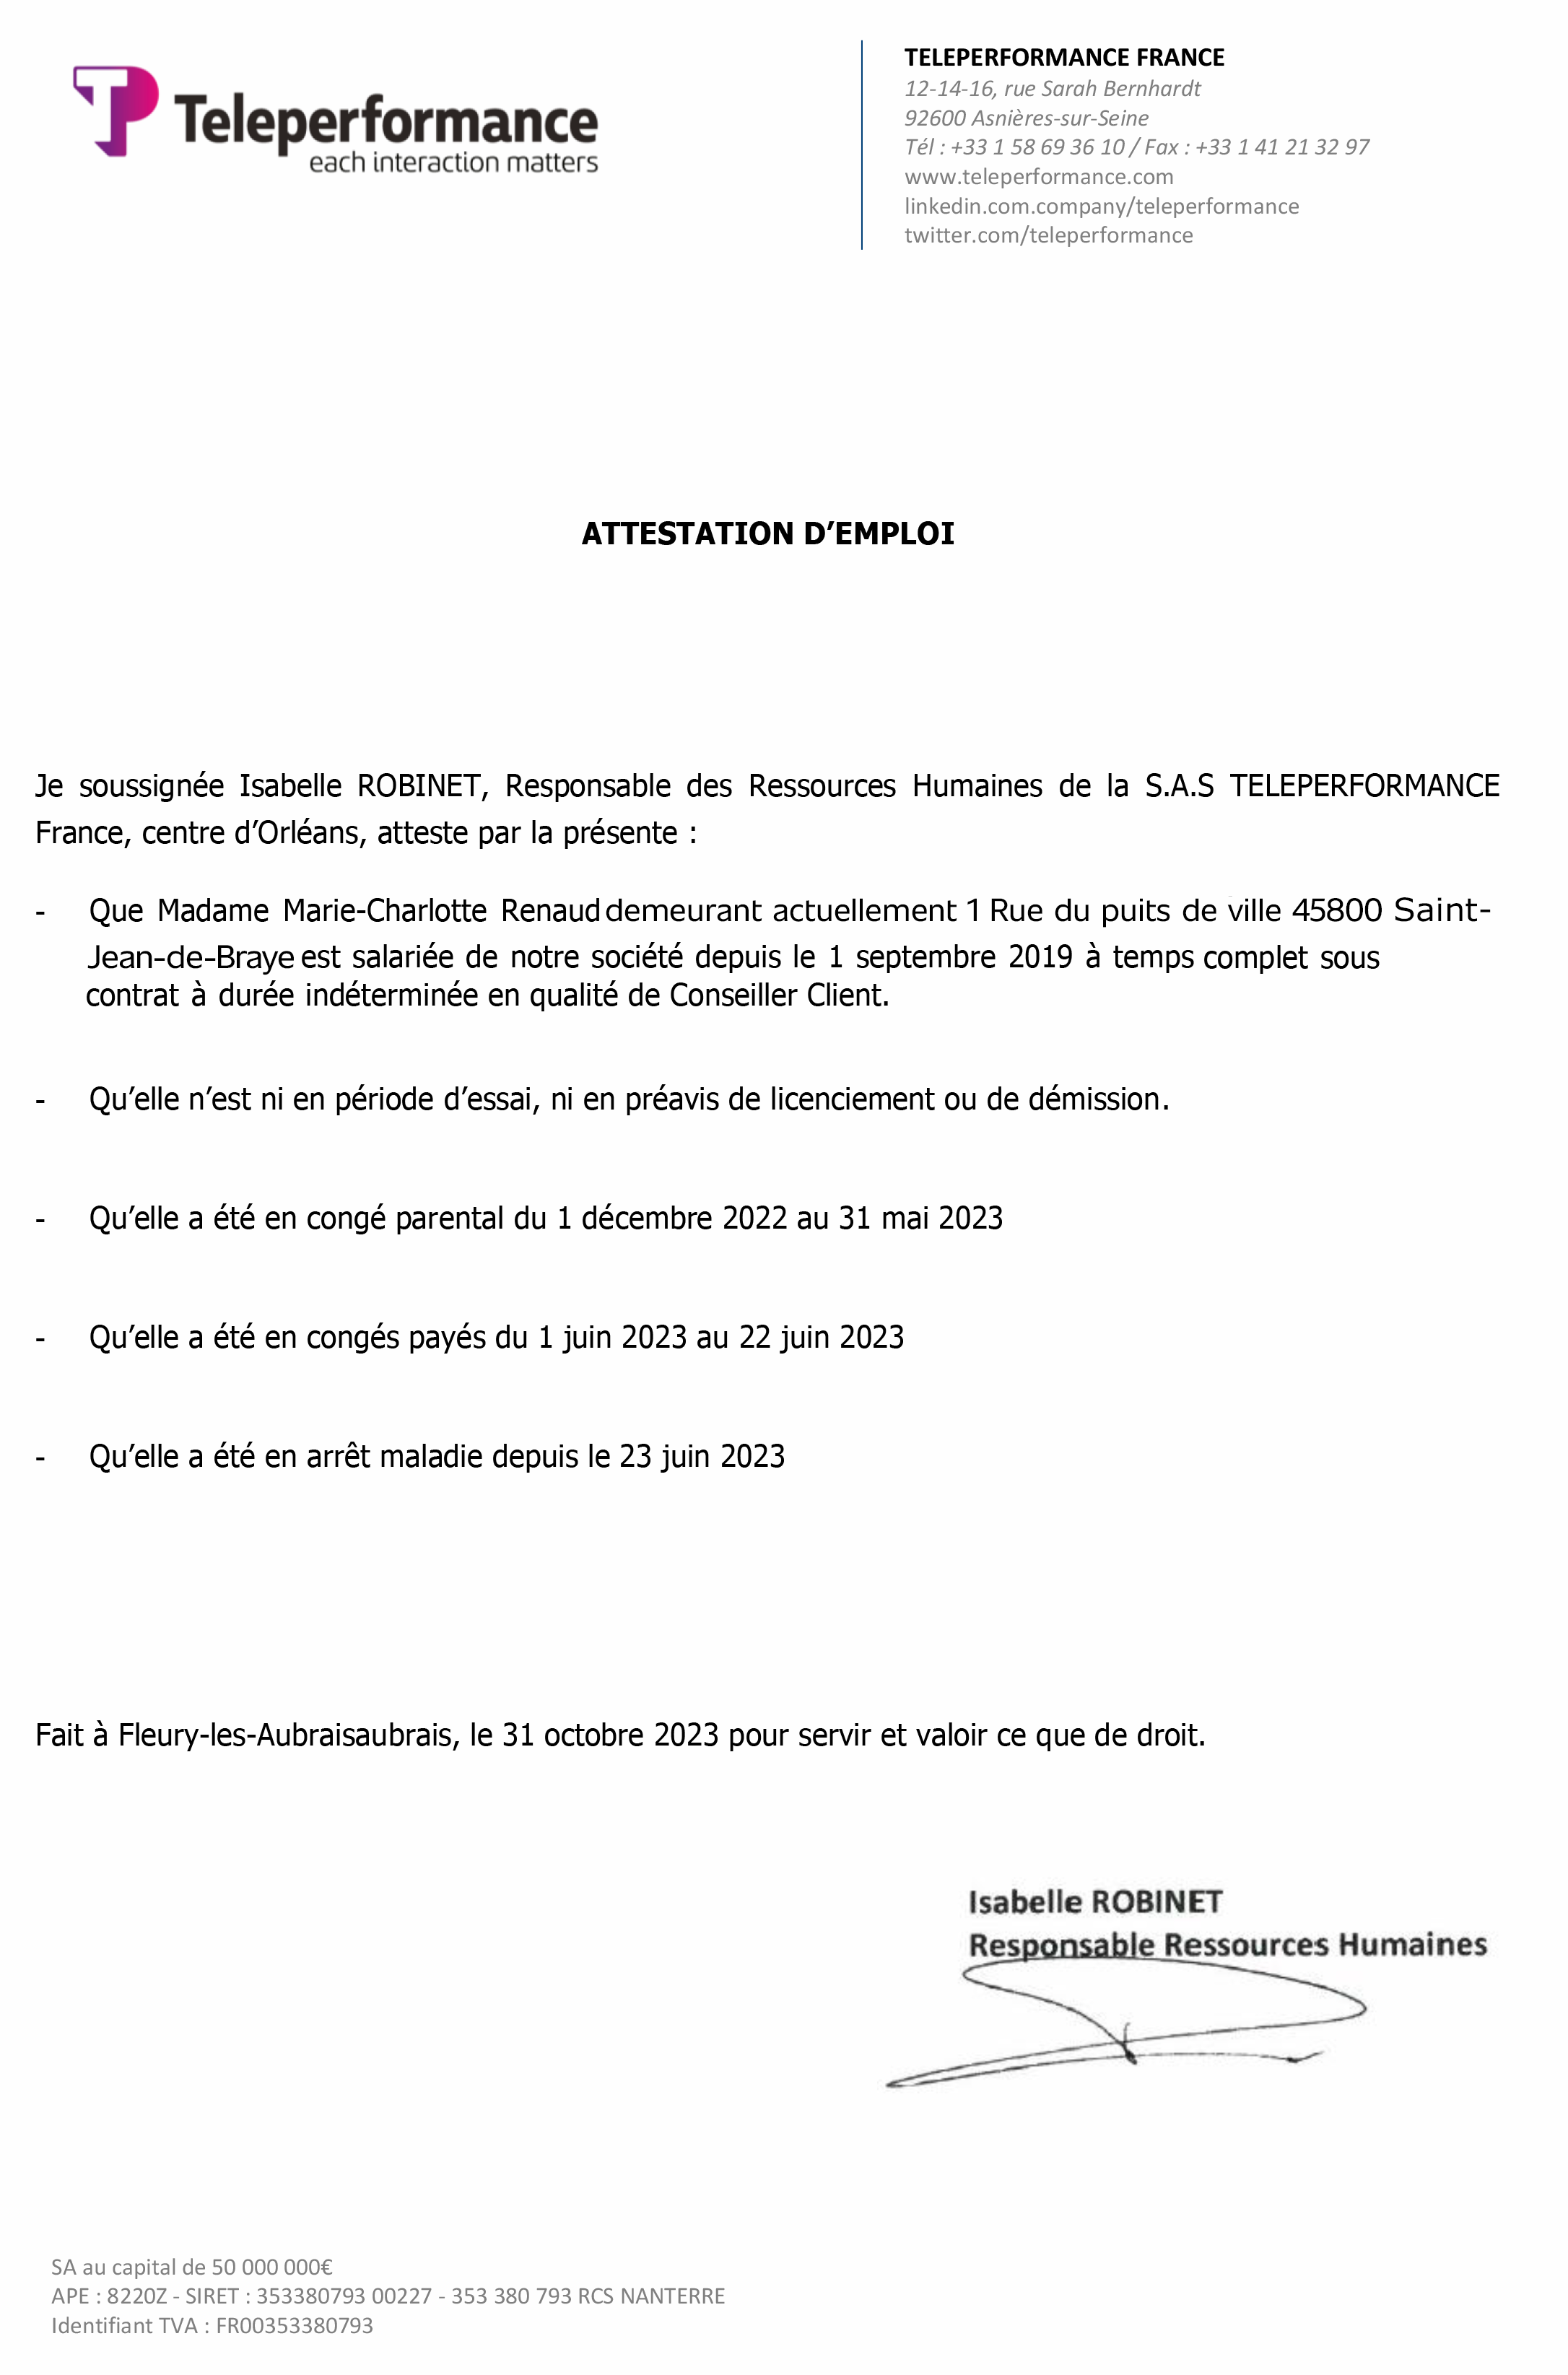 Teleperformance
each interaction matters
TELEPERFORMANCE FRANCE
12-14-16, rue Sarah Bernhardt
92600 Asnières-sur-Seine
Tél : +33 1 58 69 36 10 / Fax : +33 1 41 21 32 97
www.teleperformance.com
linkedin.com.company/teleperformance
twitter.com/teleperformance
ATTESTATION D’EMPLOI
Je soussignée Isabelle ROBINET, Responsable des Ressources Humaines de la S.A.S TELEPERFORMANCE
France, centre d’Orléans, atteste par la présente :
- Que Madame Marie-Charlotte Renaud demeurant actuellement 1 Rue du puits de ville 45800 Saint-
Jean-de-Braye est salariée de notre société depuis le 1 septembre 2019 à temps complet sous
contrat à durée indéterminée en qualité de Conseiller Client.
- Qu’elle n’est ni en période d’essai, ni en préavis de licenciement ou de démission.
- Qu’elle a été en congé parental du 1 décembre 2022 au 31 mai 2023
- Qu’elle a été en congés payés du 1 juin 2023 au 22 juin 2023
- Qu’elle a été en arrêt maladie depuis le 23 juin 2023
Fait à Fleury-les-Aubraisaubrais, le 31 octobre 2023 pour servir et valoir ce que de droit.
Isabelle ROBINET
Responsable Ressources Humaines
SA au capital de 50 000 000€
APE : 8220Z - SIRET : 353380793 00227 - 353 380 793 RCS NANTERRE
Identifiant TVA : FR00353380793